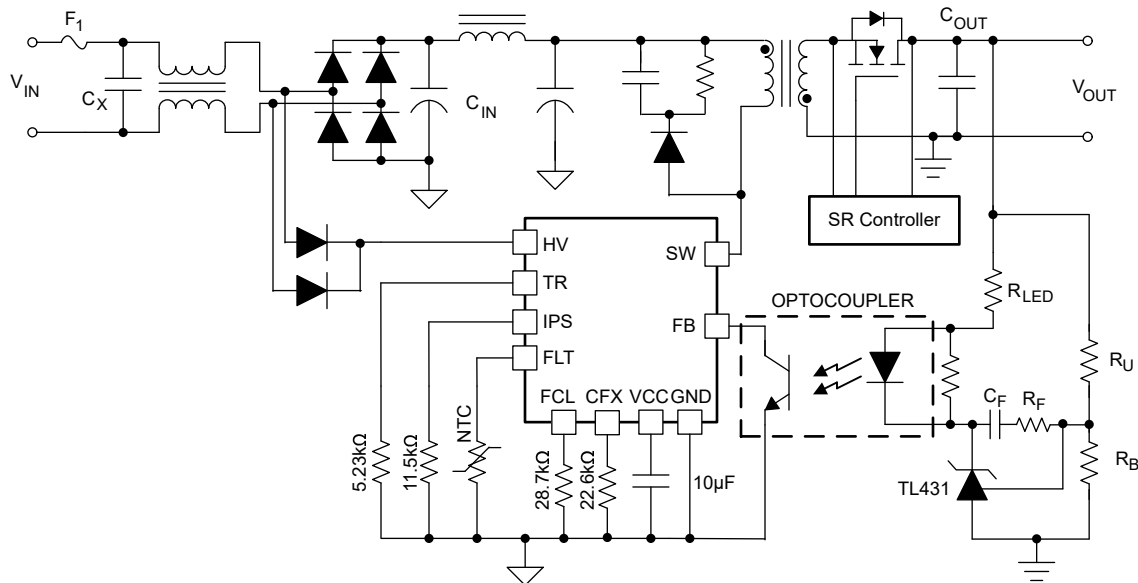 F1
VIN
CX
CIN
COUT
VOUT
SR Controller
HV
TR
IPS
FLT
SW
FB
FCL
CFX
VCC
GND
OPTOCOUPLER
RLED
RU
CF
RF
RB
TL431
5.23kΩ
11.5kΩ
NTC
28.7kΩ
22.6kΩ
10µF